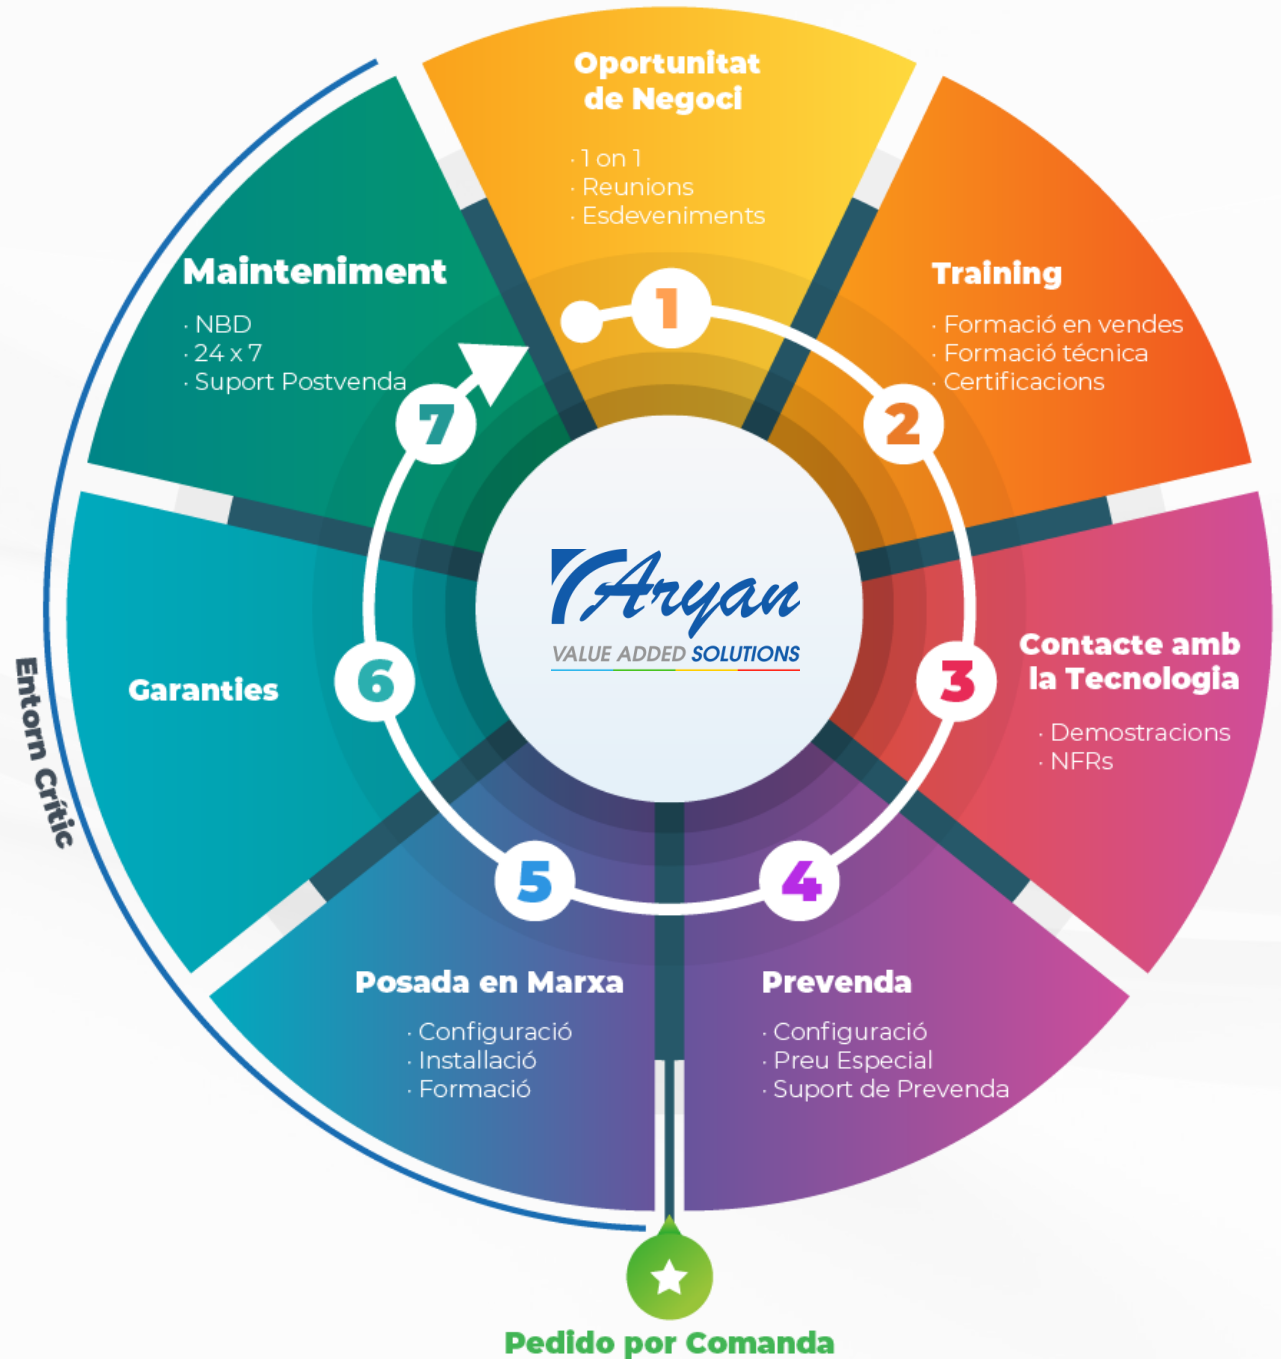 Oportunitat
de Negoci
· 1 on 1
· Reunions
· Esdeveniments
1
Training
· Formació en vendes
· Formació técnica
· Certificacions
2
Contacte amb
la Tecnologia
· Demostracions
· NFRs
3
Prevenda
· Configuració
· Preu Especial
· Suport de Prevenda
4
Posada en Marxa
· Configuració
· Installació
· Formació
5
Garanties
6
Mainteniment
· NBD
· 24 x 7
· Suport Postvenda
7
Aryan
VALUE ADDED SOLUTIONS
Entorn Crític
Pedido por Comanda